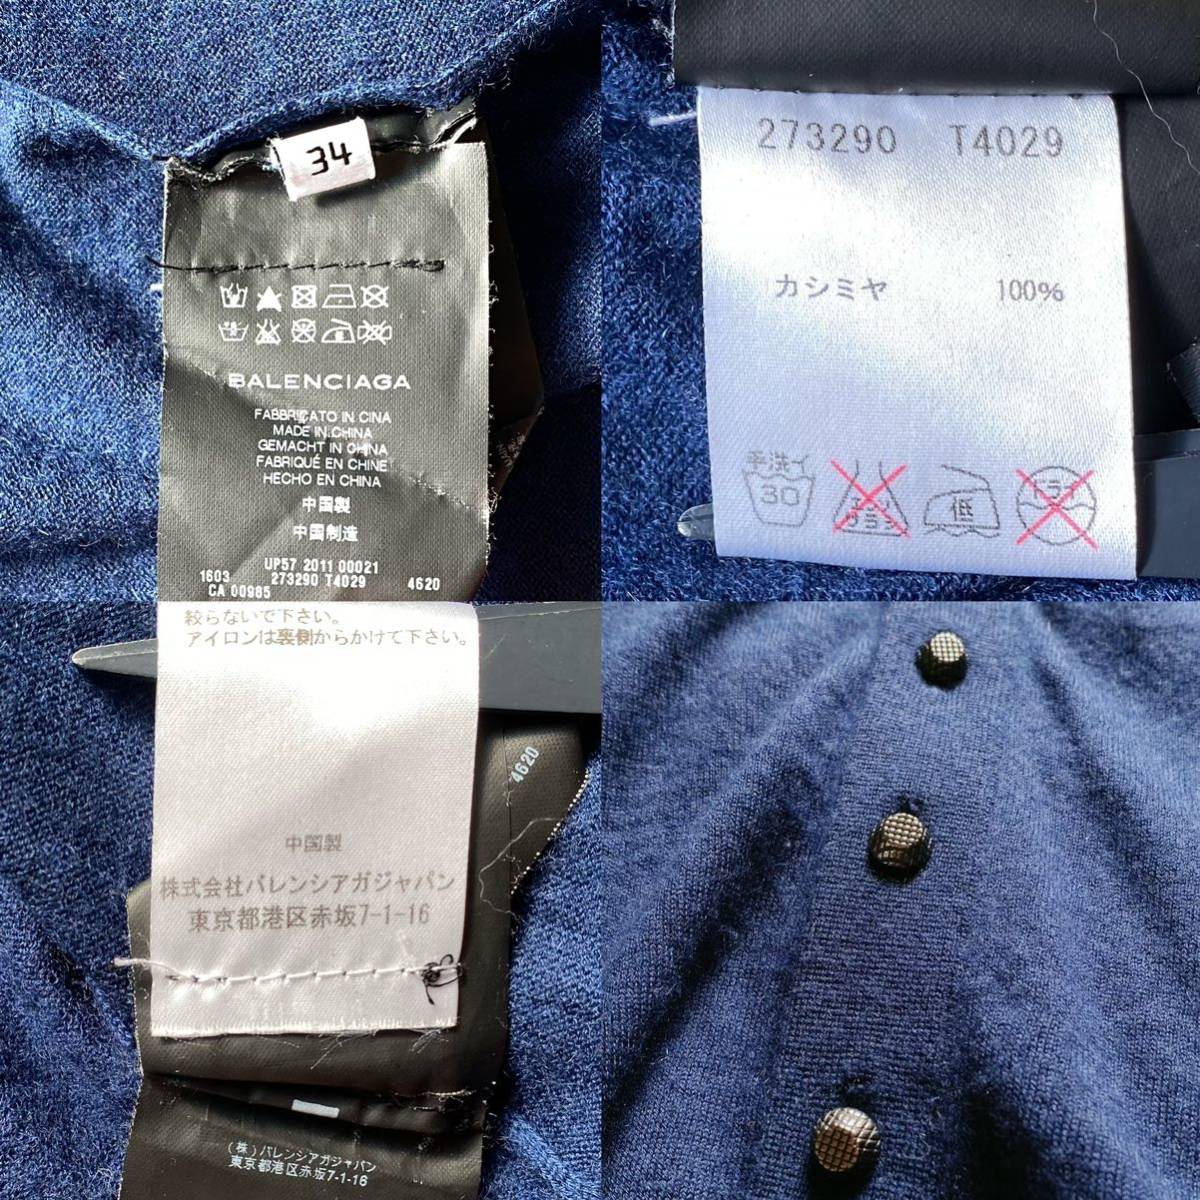 34
BALENCIAGA
FABBRICATO IN CINA
MADE IN CHINA
GEMACHT IN CHINA
FABRIQUÉ EN CHINE
HECHO EN CHINA
中国製
中国制造
UP57 2011 00021
1603 273290 T4029 4620
CA 00985
273290 T4029
カシミヤ 100%
手洗イ
30
低
絞らないで下さい。
アイロンは裏側からかけて下さい。
4620
中国製
株式会社バレンシアガジャパン
東京都港区赤坂7-1-16
(株)バレンシアガジャパン
東京都港区赤坂7-1-16